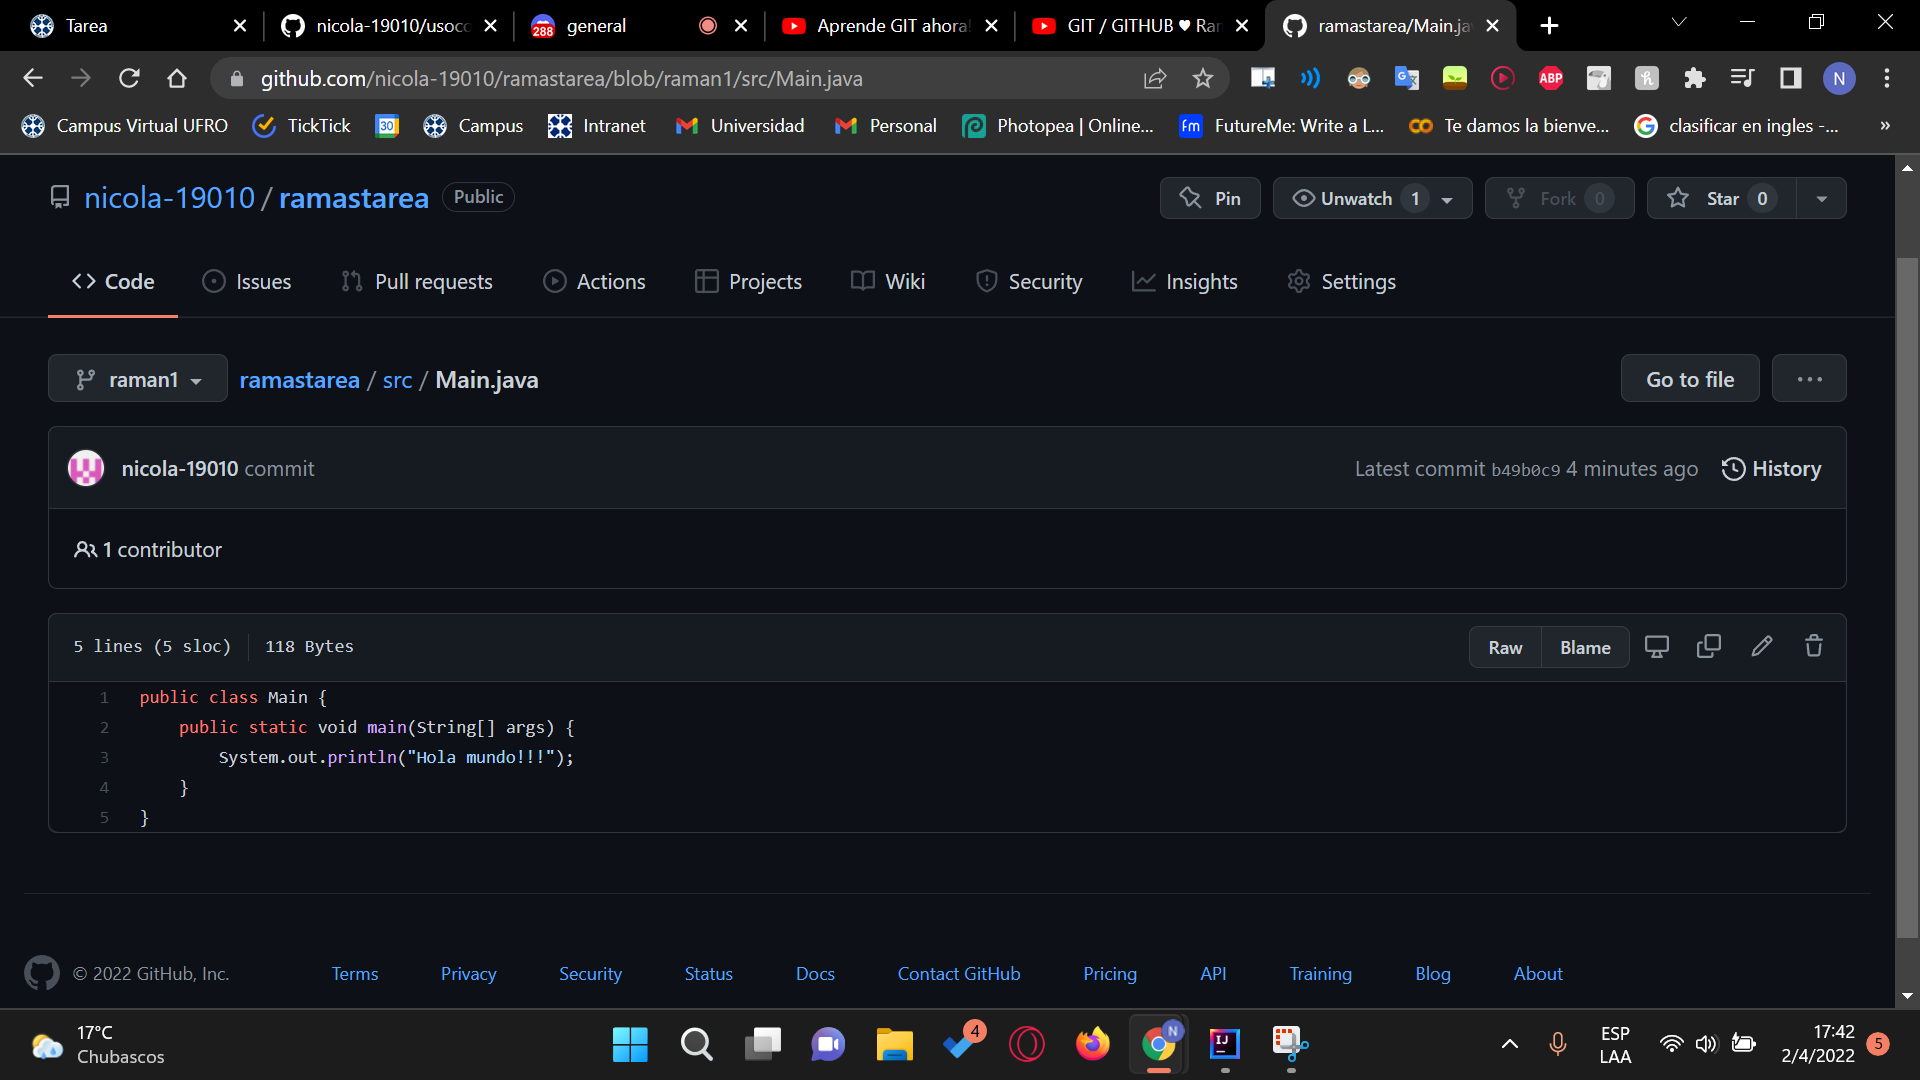 Tarea
nicola-19010/usoco
288
general
Aprende GIT ahora!
GIT / GITHUB ♥ Ram
ramastarea/Main.ja
github.com/nicola-19010/ramastarea/blob/raman1/src/Main.java
ABP
N
Campus Virtual UFRO
TickTick
30
Campus
Intranet
Universidad
Personal
Photopea | Online...
fm
FutureMe: Write a L...
Te damos la bienve...
clasificar en ingles -...
»
nicola-19010 / ramastarea
Public
Pin
Unwatch 1
Fork 0
Star 0
Code
Issues
Pull requests
Actions
Projects
Wiki
Security
Insights
Settings
raman1
ramastarea / src / Main.java
Go to file
...
nicola-19010 commit
Latest commit b49b0c9 4 minutes ago
History
1 contributor
5 lines (5 sloc)
118 Bytes
Raw
Blame
1 public class Main {
2 public static void main(String[] args) {
3 System.out.println("Hola mundo!!!");
4 }
5 }
© 2022 GitHub, Inc.
Terms
Privacy
Security
Status
Docs
Contact GitHub
Pricing
API
Training
Blog
About
17°C
Chubascos
4
N
IJ
ESP
LAA
17:42
2/4/2022
5